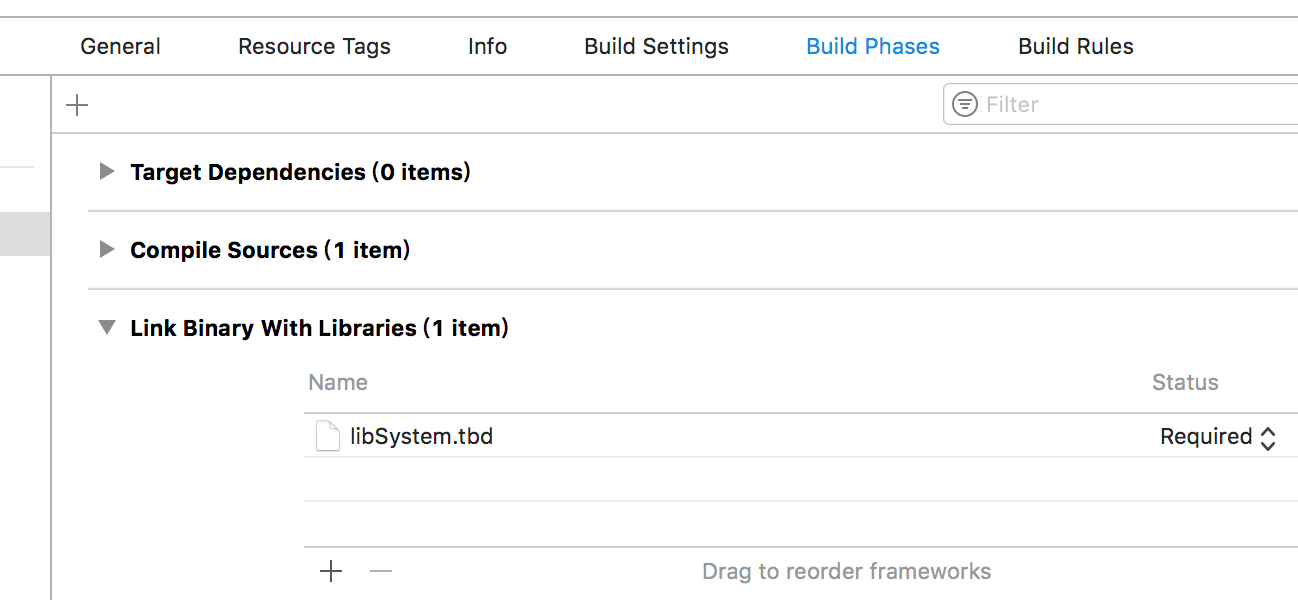 General Resource Tags Info Build Settings Build Phases Build Rules
Filter
Target Dependencies (0 items)
Compile Sources (1 item)
Link Binary With Libraries (1 item)
Name Status
libSystem.tbd Required
Drag to reorder frameworks